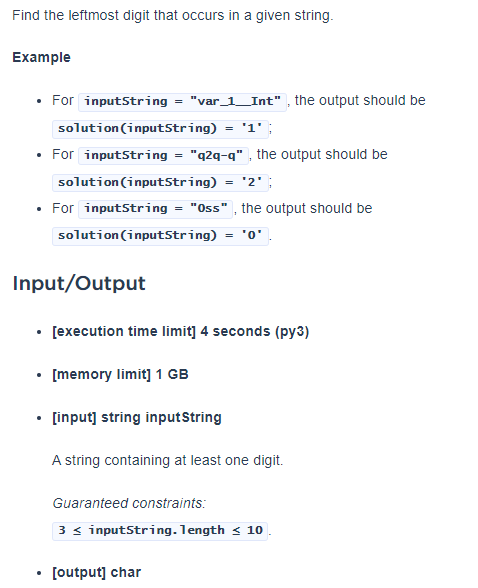 Find the leftmost digit that occurs in a given string.
Example
• For inputString = "var_1__Int" , the output should be
solution(inputString) = '1' ;
• For inputString = "q2q-q" , the output should be
solution(inputString) = '2' ;
• For inputString = "0ss" , the output should be
solution(inputString) = '0' .
Input/Output
• [execution time limit] 4 seconds (py3)
• [memory limit] 1 GB
• [input] string inputString
A string containing at least one digit.
Guaranteed constraints:
3 ≤ inputString.length ≤ 10 .
• [output] char